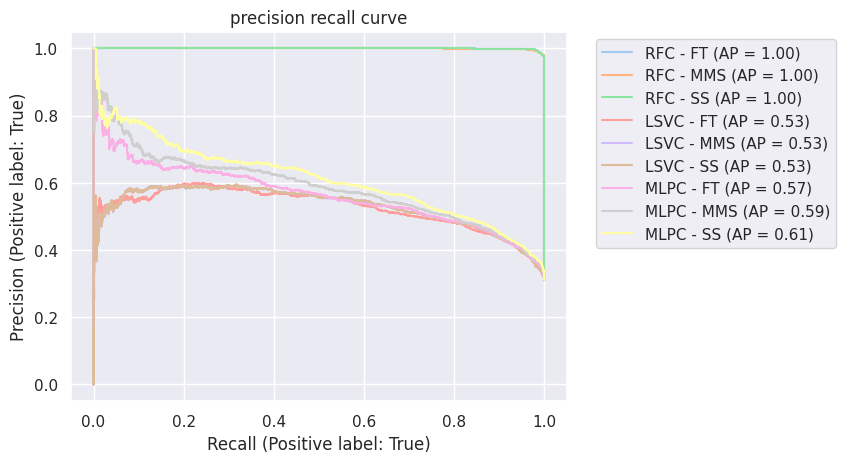 precision recall curve
1.0
0.8
0.6
0.4
0.2
0.0
Precision (Positive label: True)
0.0 0.2 0.4 0.6 0.8 1.0
Recall (Positive label: True)
RFC - FT (AP = 1.00)
RFC - MMS (AP = 1.00)
RFC - SS (AP = 1.00)
LSVC - FT (AP = 0.53)
LSVC - MMS (AP = 0.53)
LSVC - SS (AP = 0.53)
MLPC - FT (AP = 0.57)
MLPC - MMS (AP = 0.59)
MLPC - SS (AP = 0.61)